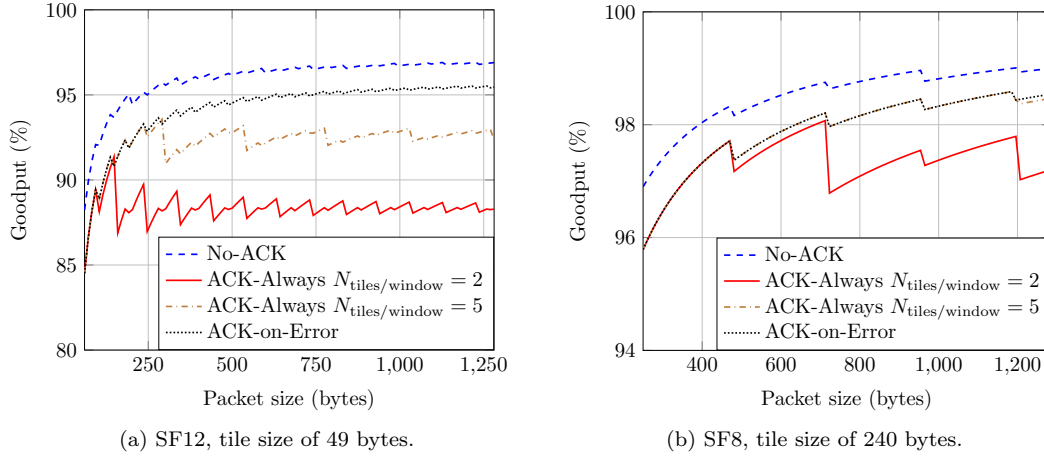 100
95
90
85
80
Goodput (%)
250
500
750
1,000
1,250
Packet size (bytes)
No-ACK
ACK-Always N_tiles/window = 2
ACK-Always N_tiles/window = 5
ACK-on-Error
(a) SF12, tile size of 49 bytes.
100
98
96
94
Goodput (%)
400
600
800
1,000
1,200
Packet size (bytes)
No-ACK
ACK-Always N_tiles/window = 2
ACK-Always N_tiles/window = 5
ACK-on-Error
(b) SF8, tile size of 240 bytes.